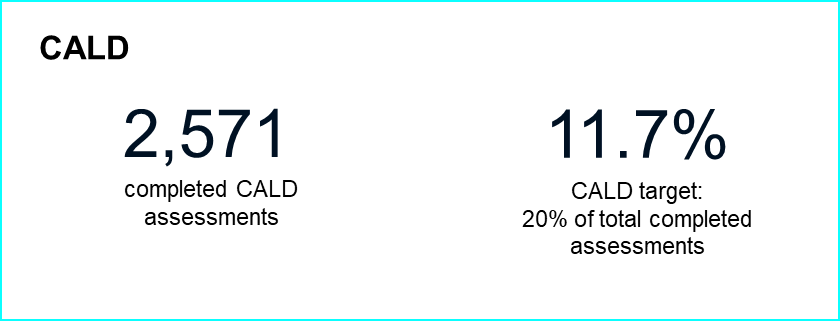 CALD
2,571
completed CALD
assessments
11.7%
CALD target:
20% of total completed
assessments